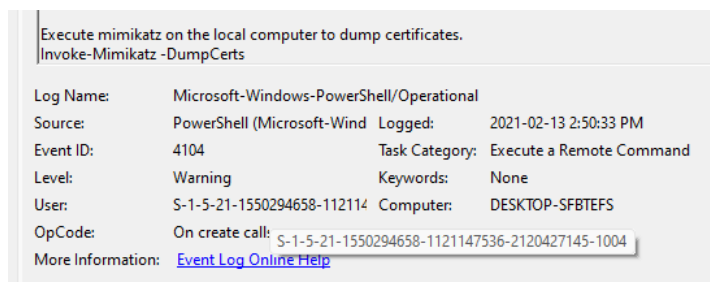 Execute mimikatz on the local computer to dump certificates.
Invoke-Mimikatz -DumpCerts
Log Name: Microsoft-Windows-PowerShell/Operational
Source: PowerShell (Microsoft-Wind Logged: 2021-02-13 2:50:33 PM
Event ID: 4104 Task Category: Execute a Remote Command
Level: Warning Keywords: None
User: S-1-5-21-1550294658-112114 Computer: DESKTOP-SFBTEFS
OpCode: On create call
S-1-5-21-1550294658-1121147536-2120427145-1004
More Information: Event Log Online Help